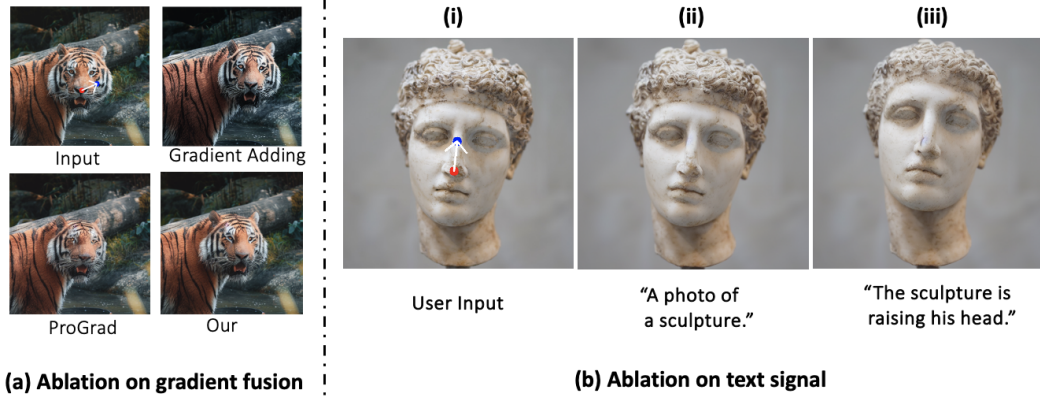 Input
Gradient Adding
ProGrad
Our
(a) Ablation on gradient fusion
(i)
(ii)
(iii)
User Input
“A photo of
a sculpture.”
“The sculpture is
raising his head.”
(b) Ablation on text signal